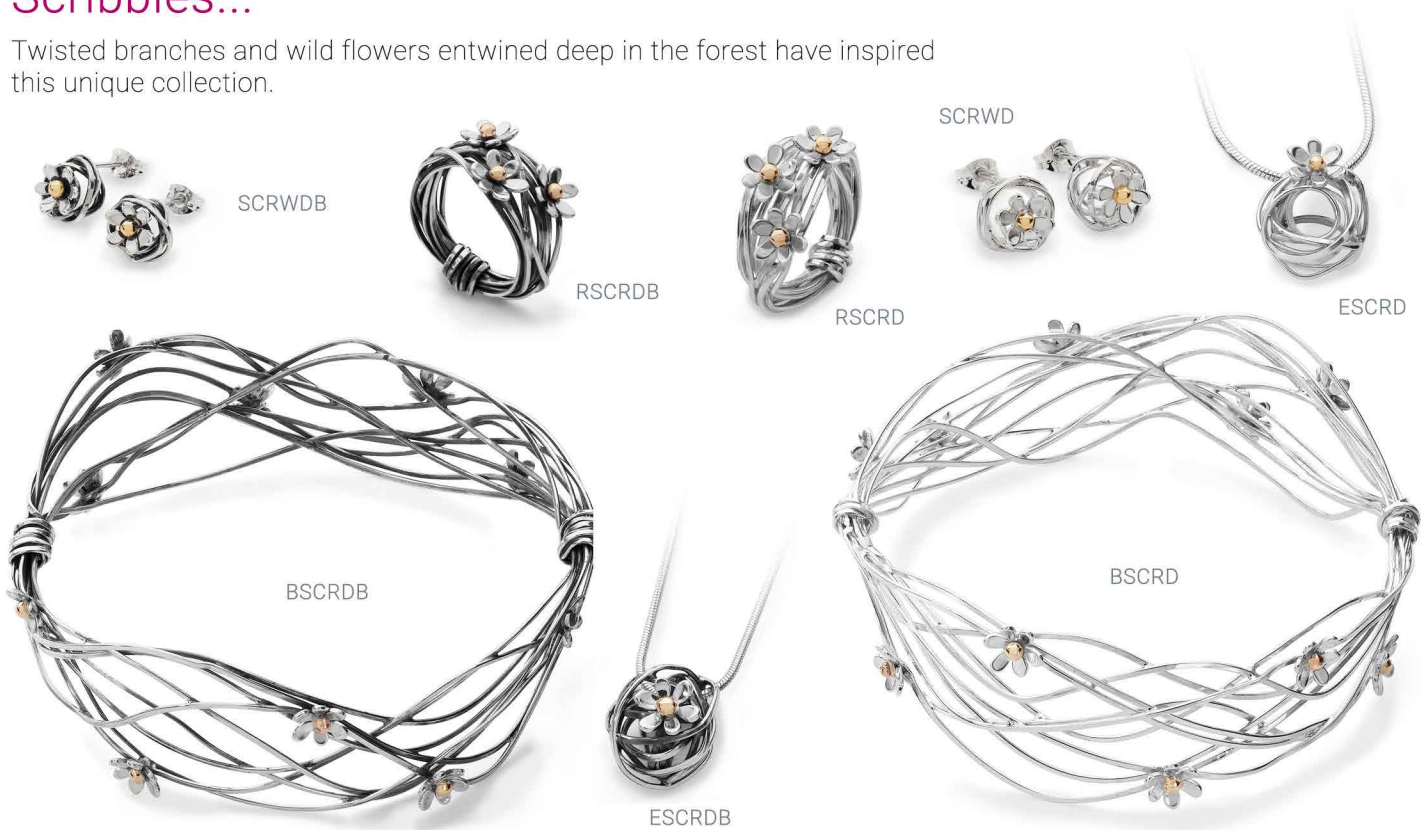 Scribbles...
Twisted branches and wild flowers entwined deep in the forest have inspired
this unique collection.
SCRWD
SCRWDB
RSCRDB
RSCRD
ESCRD
BSCRDB
BSCRD
ESCRDB